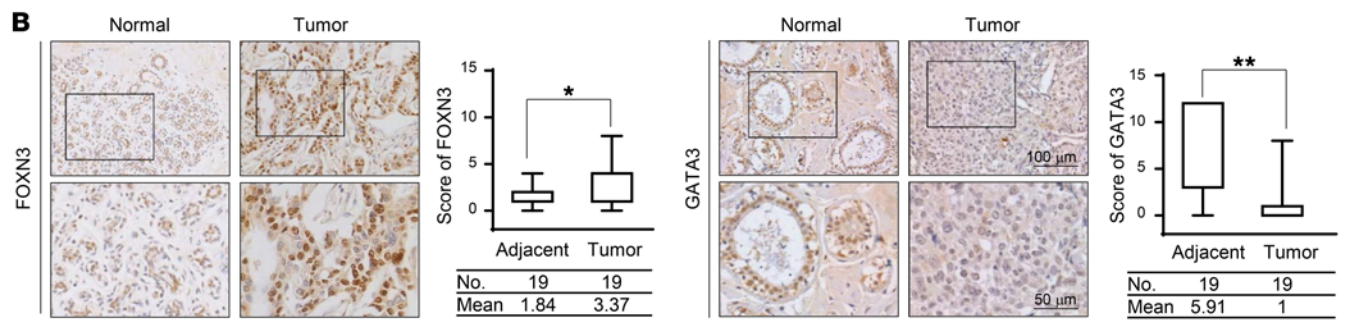 B
Normal Tumor
FOXN3
Score of FOXN3
15
10
5
0
*
Adjacent Tumor
No. 19 19
Mean 1.84 3.37
Normal Tumor
GATA3
100 µm
50 µm
Score of GATA3
15
10
5
0
**
Adjacent Tumor
No. 19 19
Mean 5.91 1